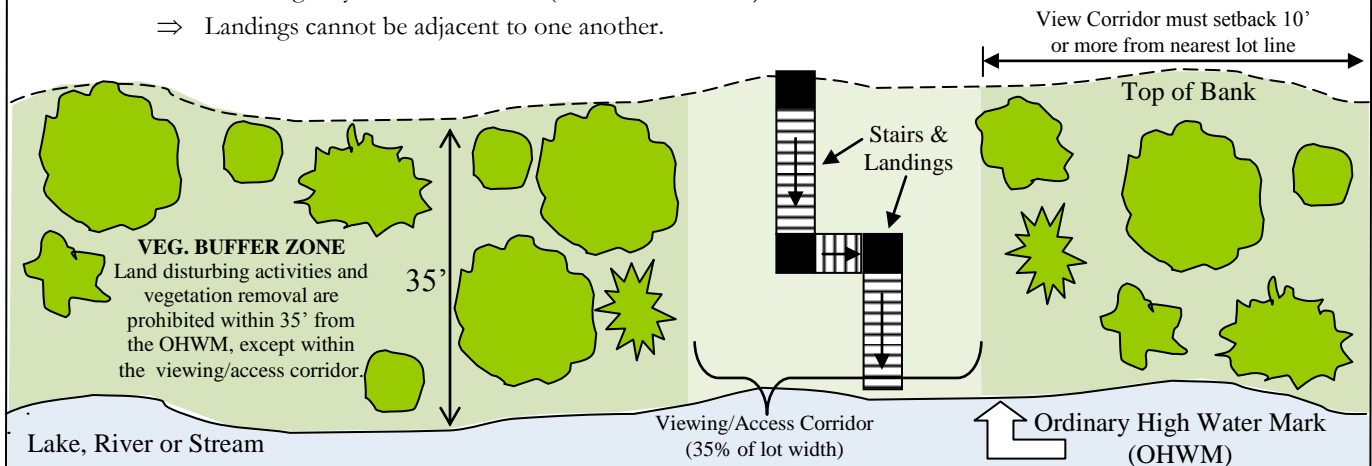 ⇒ Landings cannot be adjacent to one another.
View Corridor must setback 10’
or more from nearest lot line
Top of Bank
Stairs &
Landings
VEG. BUFFER ZONE
Land disturbing activities and
vegetation removal are
prohibited within 35’ from
the OHWM, except within
the viewing/access corridor.
35’
Viewing/Access Corridor
(35% of lot width)
Lake, River or Stream
Ordinary High Water Mark
(OHWM)